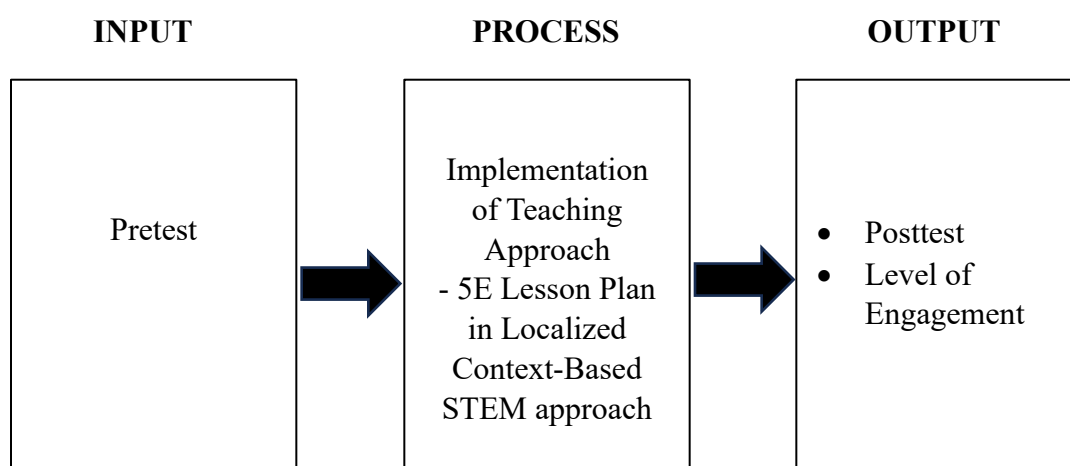 INPUT
PROCESS
OUTPUT
Pretest
Implementation
of Teaching
Approach
- 5E Lesson Plan
in Localized
Context-Based
STEM approach
• Posttest
• Level of
Engagement